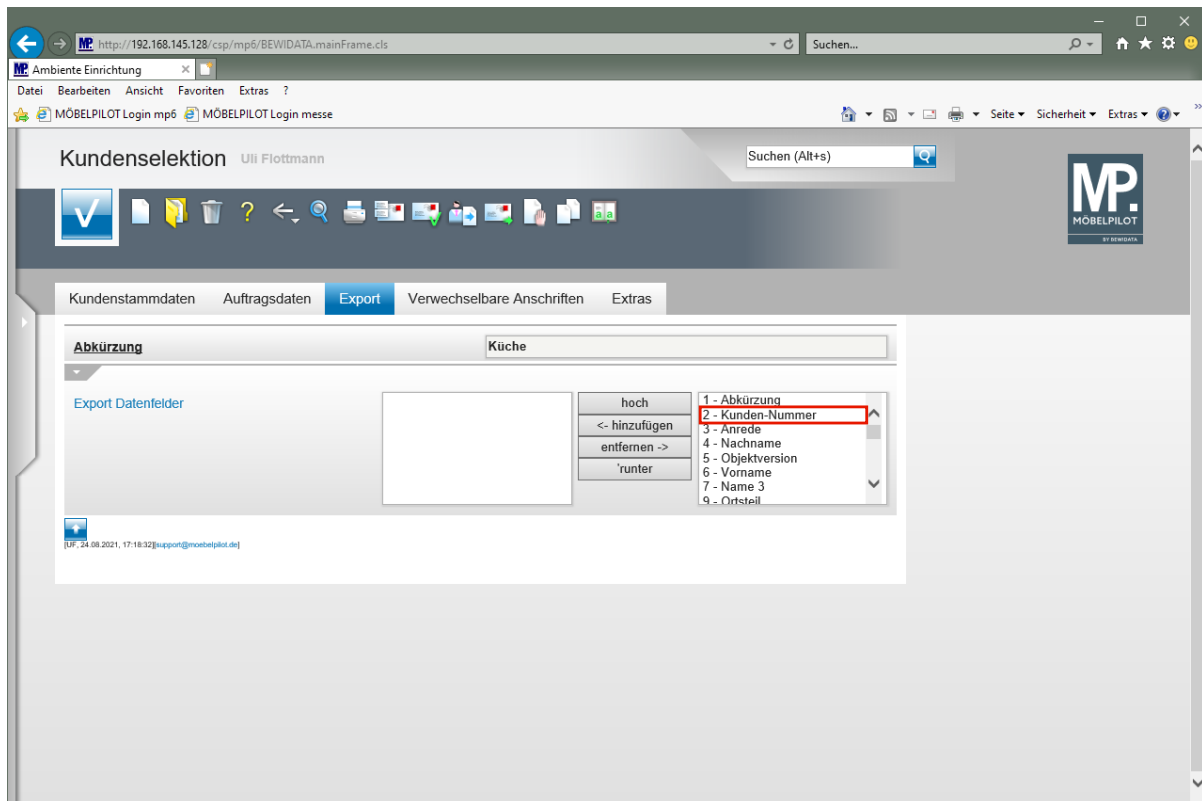 http://192.168.145.128/csp/mp6/BEWIDATA.mainFrame.cls
Suchen...
MP. Ambiente Einrichtung
Datei Bearbeiten Ansicht Favoriten Extras ?
MÖBELPILOT Login mp6 MÖBELPILOT Login messe
Seite Sicherheit Extras
Kundenselektion Uli Flottmann
Suchen (Alt+s)
MP.
MÖBELPILOT
BY BEWIDATA
Kundenstammdaten Auftragsdaten Export Verwechselbare Anschriften Extras
Abkürzung Küche
Export Datenfelder
hoch
<- hinzufügen
entfernen ->
'runter
1 - Abkürzung
2 - Kunden-Nummer
3 - Anrede
4 - Nachname
5 - Objektversion
6 - Vorname
7 - Name 3
9 - Ortsteil
[UF, 24.08.2021, 17:18:32][support@moebelpilot.de]